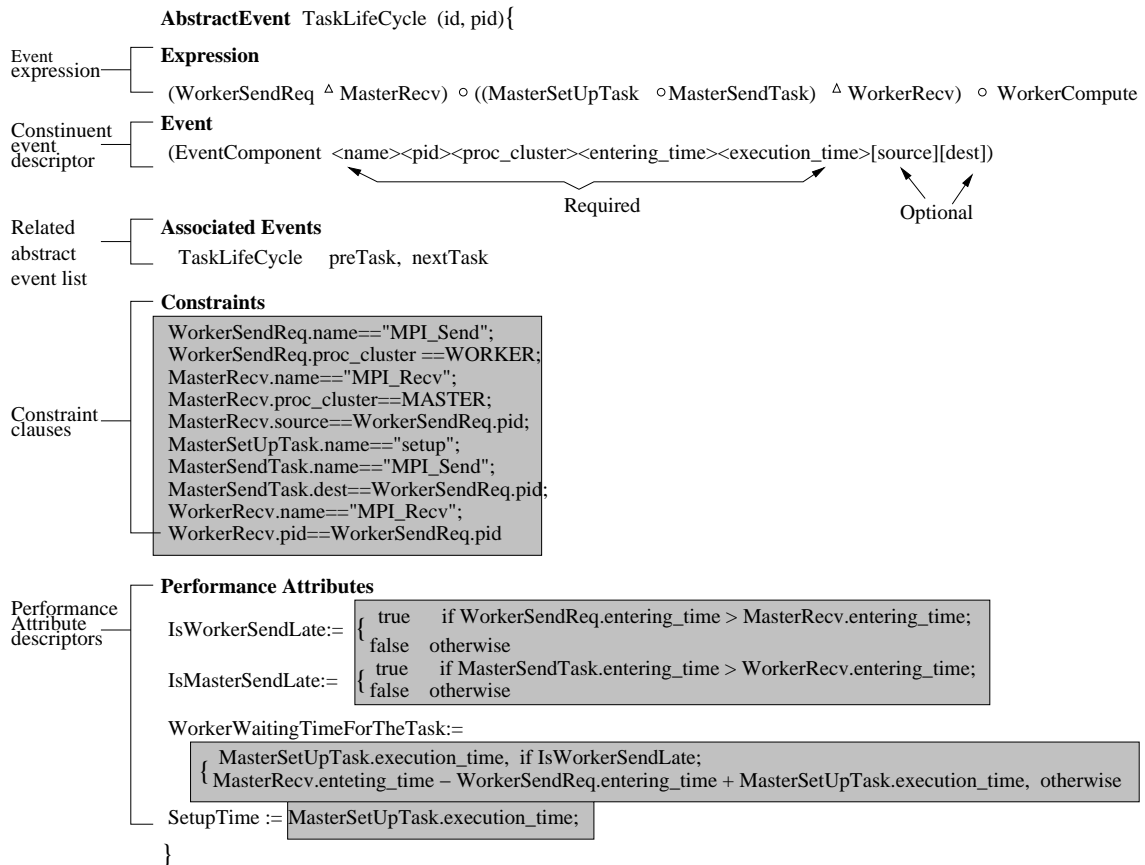 AbstractEvent TaskLifeCycle (id, pid){
Event
expression
Expression
(WorkerSendReq △ MasterRecv) ○ ((MasterSetUpTask ○MasterSendTask) △ WorkerRecv) ○ WorkerCompute
Constinuent
event
descriptor
Event
(EventComponent <name><pid><proc_cluster><entering_time><execution_time>[source][dest])
Required
Optional
Related
abstract
event list
Associated Events
TaskLifeCycle preTask, nextTask
Constraint
clauses
Constraints
WorkerSendReq.name=="MPI_Send";
WorkerSendReq.proc_cluster ==WORKER;
MasterRecv.name=="MPI_Recv";
MasterRecv.proc_cluster==MASTER;
MasterRecv.source==WorkerSendReq.pid;
MasterSetUpTask.name=="setup";
MasterSendTask.name=="MPI_Send";
MasterSendTask.dest==WorkerSendReq.pid;
WorkerRecv.name=="MPI_Recv";
WorkerRecv.pid==WorkerSendReq.pid
Performance
Attribute
descriptors
Performance Attributes
IsWorkerSendLate:= { true if WorkerSendReq.entering_time > MasterRecv.entering_time;
false otherwise
IsMasterSendLate:= { true if MasterSendTask.entering_time > WorkerRecv.entering_time;
false otherwise
WorkerWaitingTimeForTheTask:=
{ MasterSetUpTask.execution_time, if IsWorkerSendLate;
MasterRecv.enteting_time − WorkerSendReq.entering_time + MasterSetUpTask.execution_time, otherwise
SetupTime := MasterSetUpTask.execution_time;
}